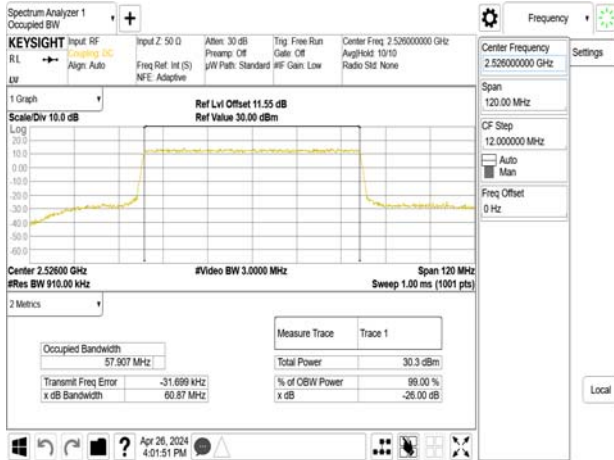 Spectrum Analyzer 1
Occupied BW
Frequency
KEYSIGHT
RL
Input: RF
Coupling: DC
Align: Auto
Input Z: 50 Ω
Freq Ref: Int (S)
NFE: Adaptive
Atten: 30 dB
Preamp: Off
µW Path: Standard
Trig: Free Run
Gate: Off
#IF Gain: Low
Center Freq: 2.526000000 GHz
Avg|Hold: 10/10
Radio Std: None
Center Frequency
2.526000000 GHz
Settings
Span
120.00 MHz
CF Step
12.000000 MHz
Auto
Man
Freq Offset
0 Hz
Local
1 Graph
Scale/Div 10.0 dB
Ref Lvl Offset 11.55 dB
Ref Value 30.00 dBm
Log
20.0
10.0
0.00
-10.0
-20.0
-30.0
-40.0
-50.0
-60.0
Center 2.52600 GHz
#Video BW 3.0000 MHz
Span 120 MHz
#Res BW 910.00 kHz
Sweep 1.00 ms (1001 pts)
2 Metrics
Measure Trace
Trace 1
Occupied Bandwidth
57.907 MHz
Total Power
30.3 dBm
Transmit Freq Error
-31.699 kHz
% of OBW Power
99.00 %
x dB Bandwidth
60.87 MHz
x dB
-26.00 dB
Apr 26, 2024
4:01:51 PM